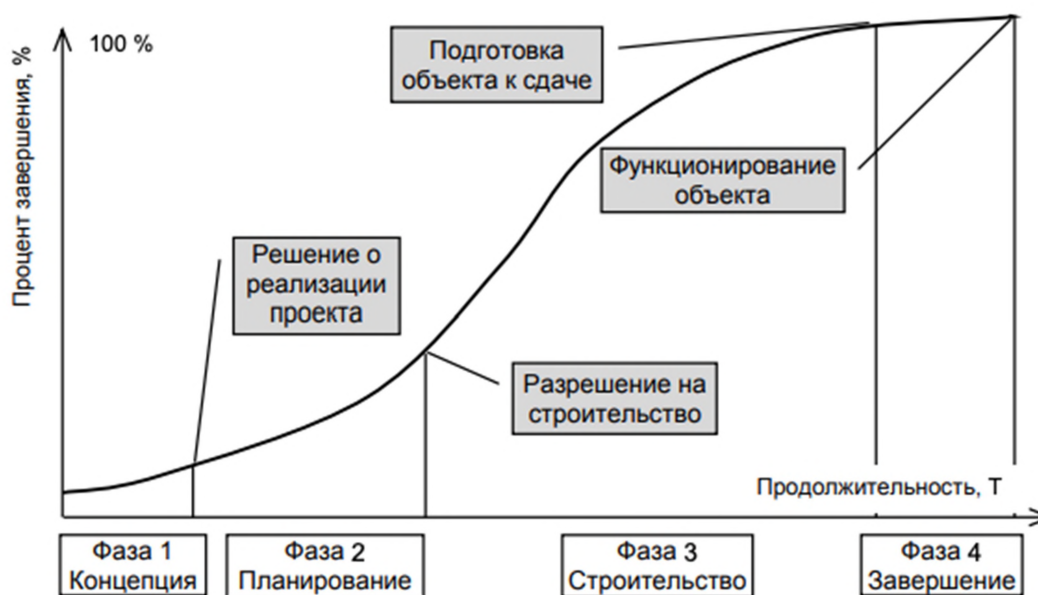 Процент завершения, %
100 %
Подготовка
объекта к сдаче
Функционирование
объекта
Решение о
реализации
проекта
Разрешение на
строительство
Продолжительность, Т
Фаза 1
Концепция
Фаза 2
Планирование
Фаза 3
Строительство
Фаза 4
Завершение